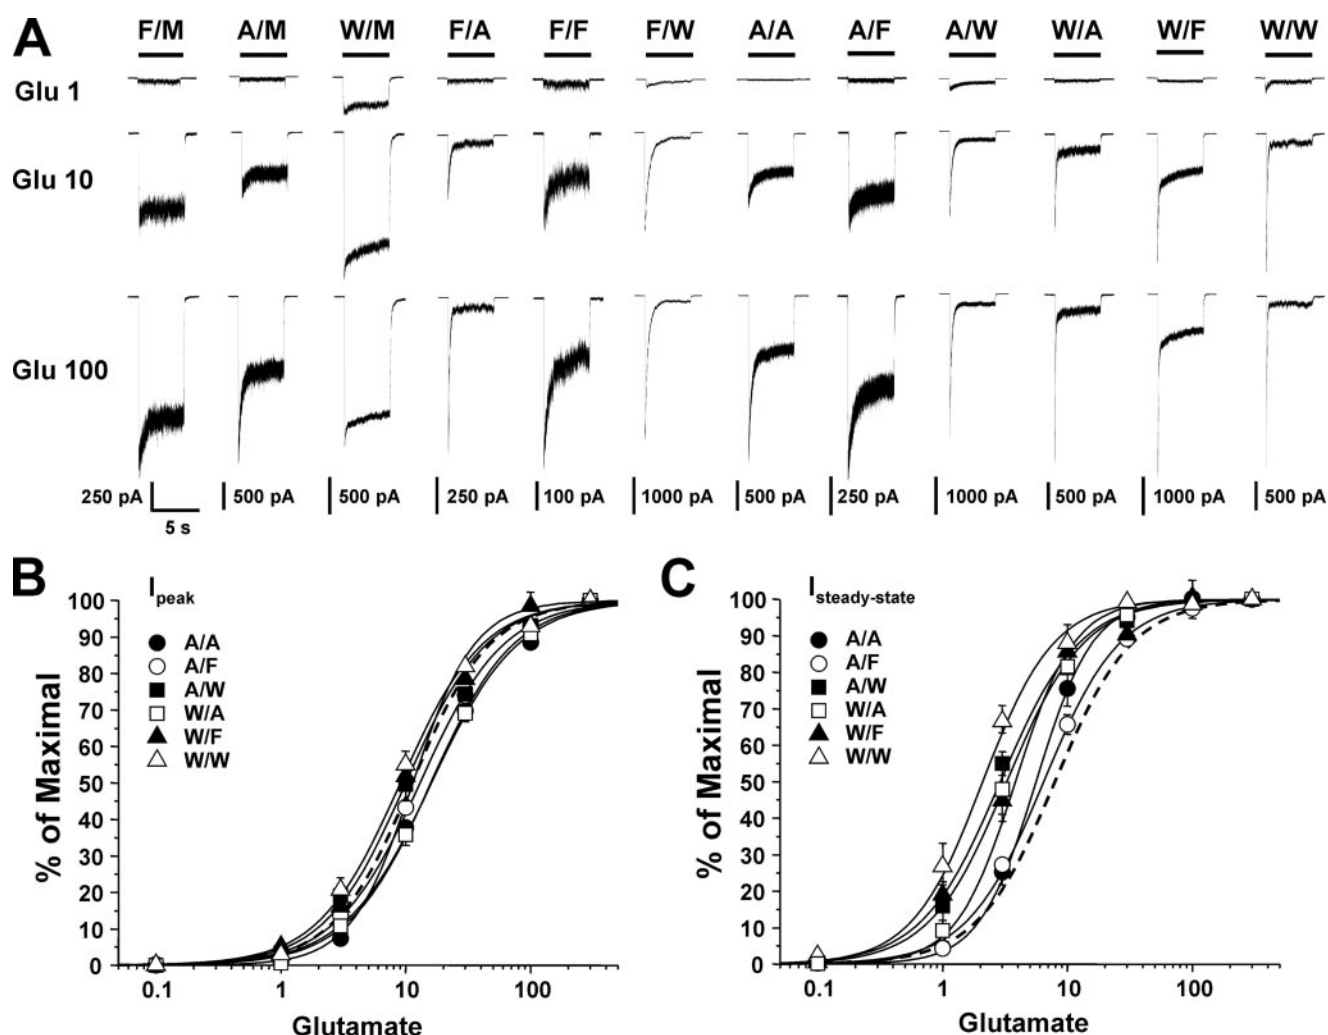 A
F/M A/M W/M F/A F/F F/W A/A A/F A/W W/A W/F W/W
Glu 1
Glu 10
Glu 100
250 pA 500 pA 500 pA 250 pA 100 pA 1000 pA 500 pA 250 pA 1000 pA 500 pA 1000 pA 500 pA
5 s
B
I peak
% of Maximal
100
90
80
70
60
50
40
30
20
10
0
A/A
A/F
A/W
W/A
W/F
W/W
0.1 1 10 100
Glutamate
C
I steady-state
% of Maximal
100
90
80
70
60
50
40
30
20
10
0
A/A
A/F
A/W
W/A
W/F
W/W
0.1 1 10 100
Glutamate